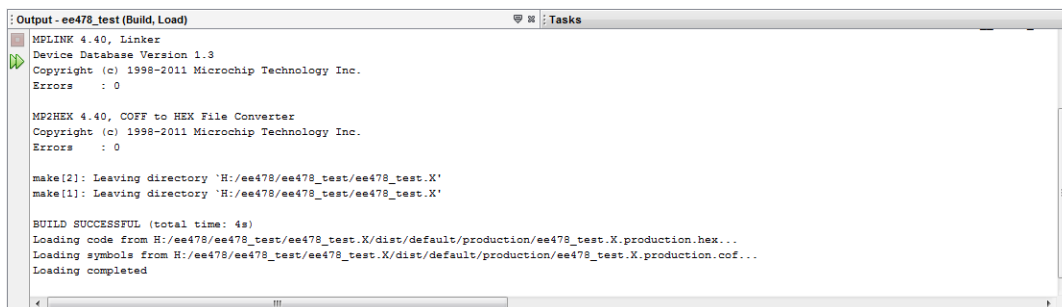 Output - ee478_test (Build, Load)
Tasks
MPLINK 4.40, Linker
Device Database Version 1.3
Copyright (c) 1998-2011 Microchip Technology Inc.
Errors    : 0
MP2HEX 4.40, COFF to HEX File Converter
Copyright (c) 1998-2011 Microchip Technology Inc.
Errors    : 0
make[2]: Leaving directory `H:/ee478/ee478_test/ee478_test.X'
make[1]: Leaving directory `H:/ee478/ee478_test/ee478_test.X'
BUILD SUCCESSFUL (total time: 4s)
Loading code from H:/ee478/ee478_test/ee478_test.X/dist/default/production/ee478_test.X.production.hex...
Loading symbols from H:/ee478/ee478_test/ee478_test.X/dist/default/production/ee478_test.X.production.cof...
Loading completed